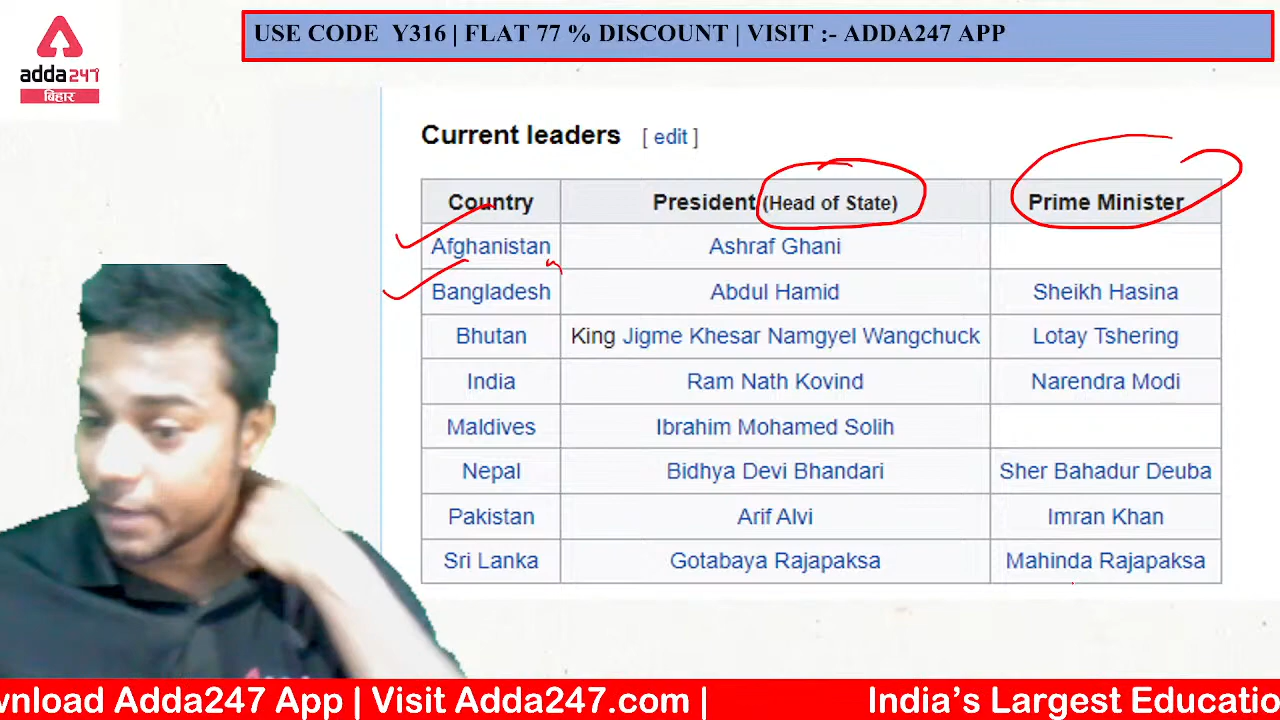 USE CODE Y316 | FLAT 77 % DISCOUNT | VISIT :- ADDA247 APP
adda247
बिहार
Current leaders [ edit ]
Country President (Head of State) Prime Minister
Afghanistan Ashraf Ghani
Bangladesh Abdul Hamid Sheikh Hasina
Bhutan King Jigme Khesar Namgyel Wangchuck Lotay Tshering
India Ram Nath Kovind Narendra Modi
Maldives Ibrahim Mohamed Solih
Nepal Bidhya Devi Bhandari Sher Bahadur Deuba
Pakistan Arif Alvi Imran Khan
Sri Lanka Gotabaya Rajapaksa Mahinda Rajapaksa
wnload Adda247 App | Visit Adda247.com | India's Largest Educatio